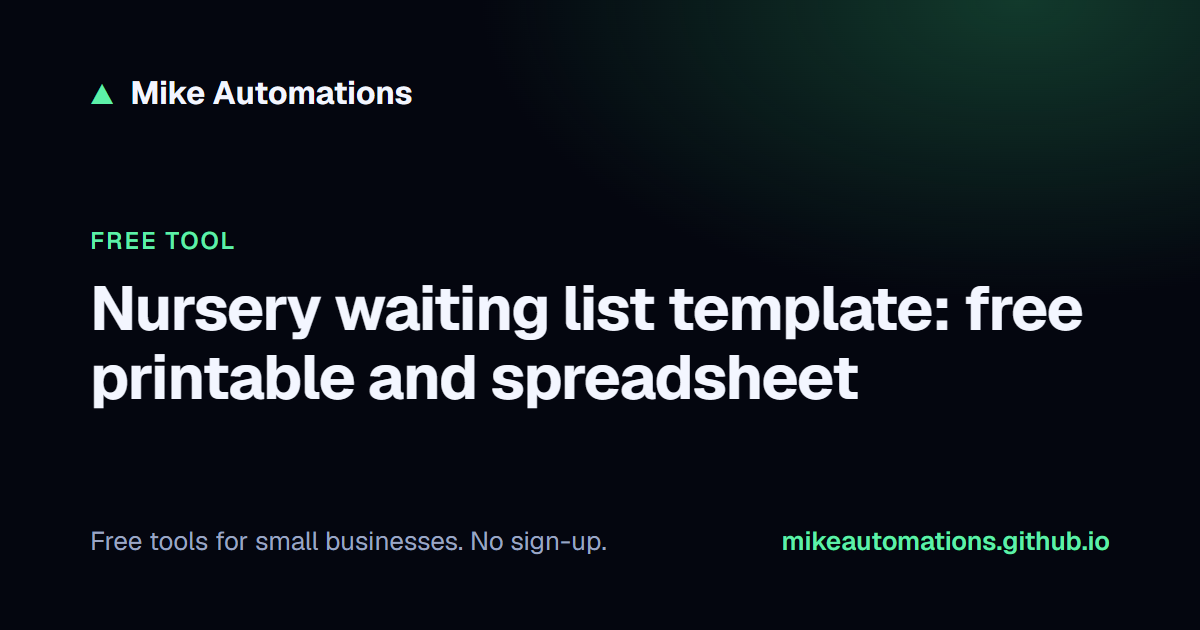 Mike Automations
FREE TOOL
Nursery waiting list template: free
printable and spreadsheet
Free tools for small businesses. No sign-up.
mikeautomations.github.io